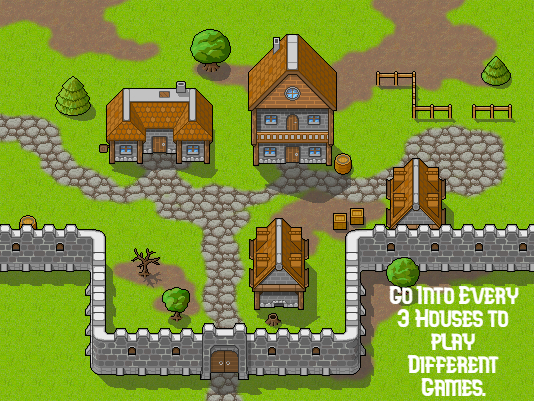 Go Into Every
3 Houses to
play
Different
Games.